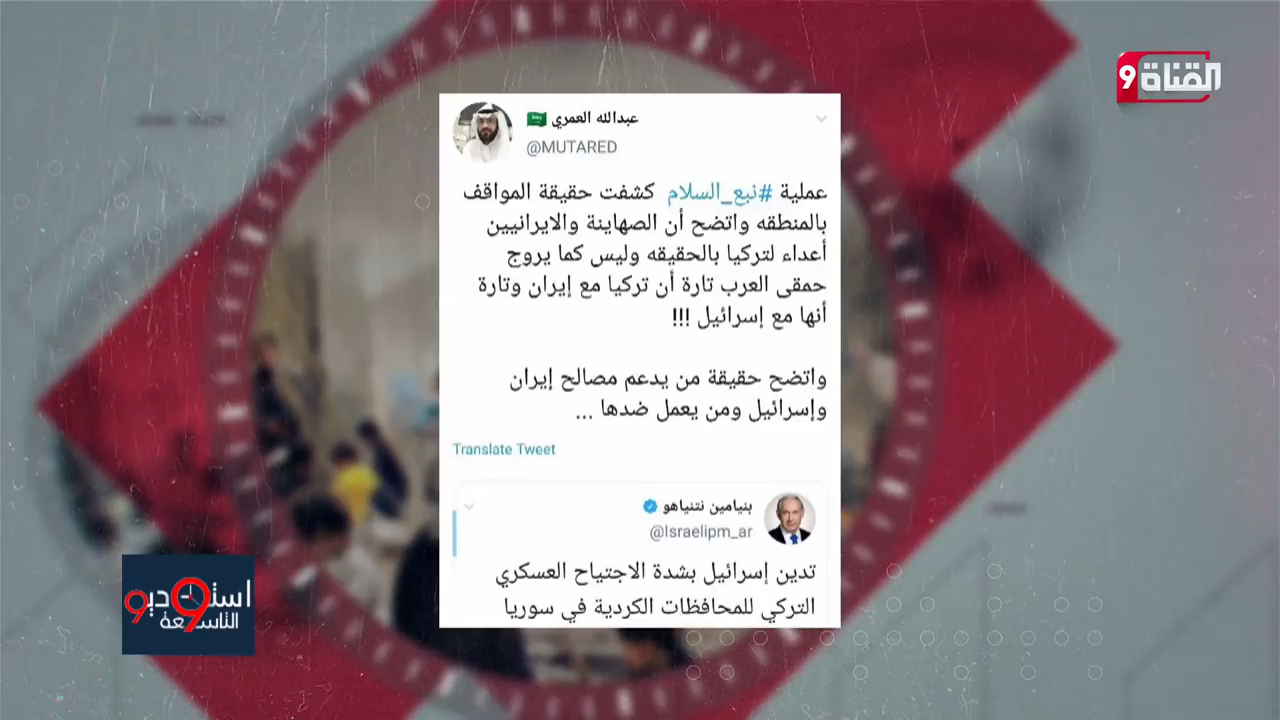 القناة 9
عبدالله العمري
@MUTARED
عملية #نبع_السلام كشفت حقيقة المواقف
بالمنطقه واتضح أن الصهاينة والايرانيين
أعداء لتركيا بالحقيقه وليس كما يروج
حمقى العرب تارة أن تركيا مع إيران وتارة
أنها مع إسرائيل !!!
واتضح حقيقة من يدعم مصالح إيران
وإسرائيل ومن يعمل ضدها ...
Translate Tweet
بنيامين نتنياهو
@Israelipm_ar
تدين إسرائيل بشدة الاجتياح العسكري
التركي للمحافظات الكردية في سوريا
استوديو 9
التاسعة